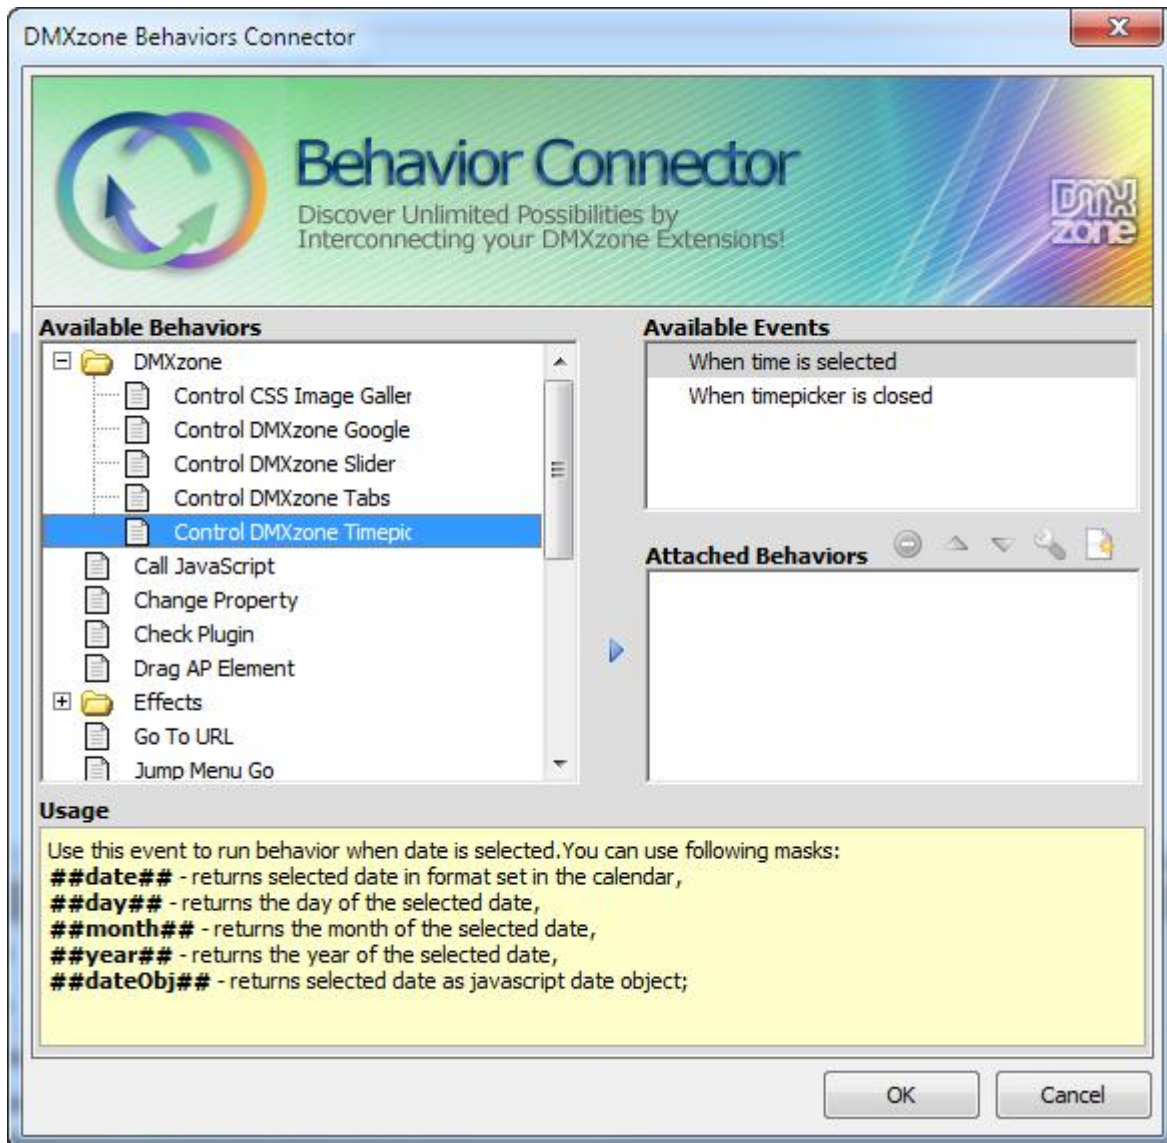 DMXzone Behaviors Connector
Behavior Connector
Discover Unlimited Possibilities by
Interconnecting your DMXzone Extensions!
DMX
zone
Available Behaviors
DMXzone
Control CSS Image Galler
Control DMXzone Google
Control DMXzone Slider
Control DMXzone Tabs
Control DMXzone Timepic
Call JavaScript
Change Property
Check Plugin
Drag AP Element
Effects
Go To URL
Jump Menu Go
Available Events
When time is selected
When timepicker is closed
Attached Behaviors
Usage
Use this event to run behavior when date is selected.You can use following masks:
##date## - returns selected date in format set in the calendar,
##day## - returns the day of the selected date,
##month## - returns the month of the selected date,
##year## - returns the year of the selected date,
##dateObj## - returns selected date as javascript date object;
OK
Cancel